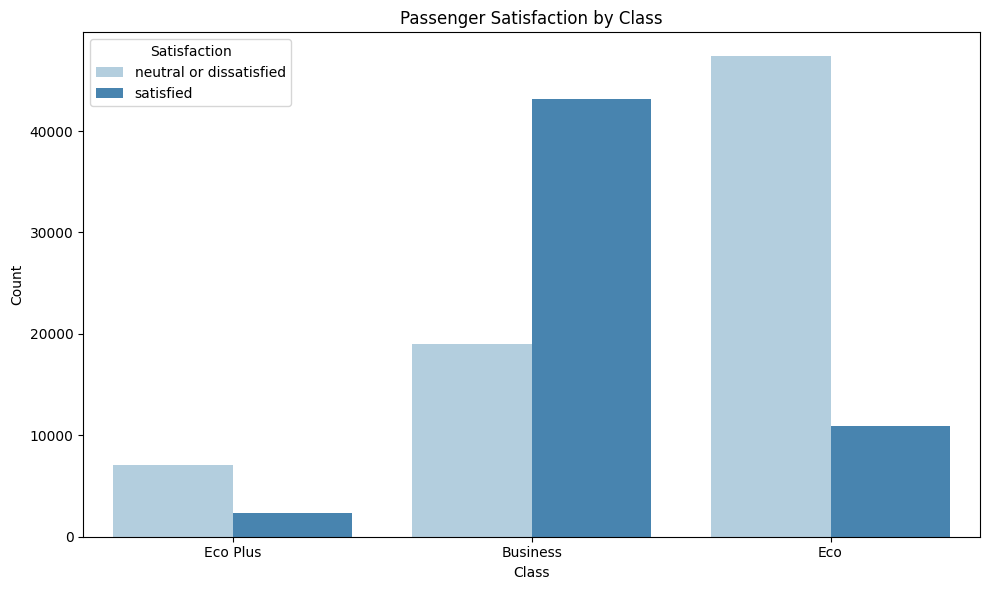 Passenger Satisfaction by Class
Satisfaction
neutral or dissatisfied
satisfied
Count
40000
30000
20000
10000
0
Eco Plus
Business
Eco
Class